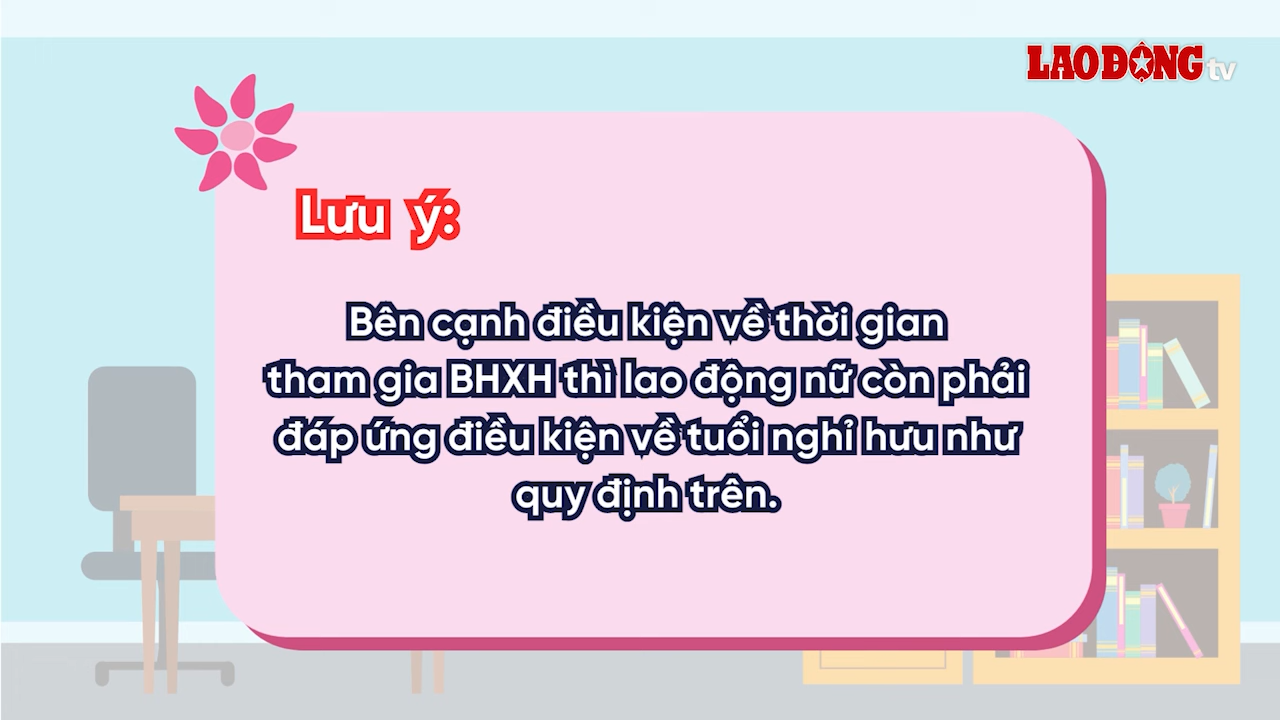 LAO ĐỘNG tv
Lưu ý:
Bên cạnh điều kiện về thời gian
tham gia BHXH thì lao động nữ còn phải
đáp ứng điều kiện về tuổi nghỉ hưu như
quy định trên.